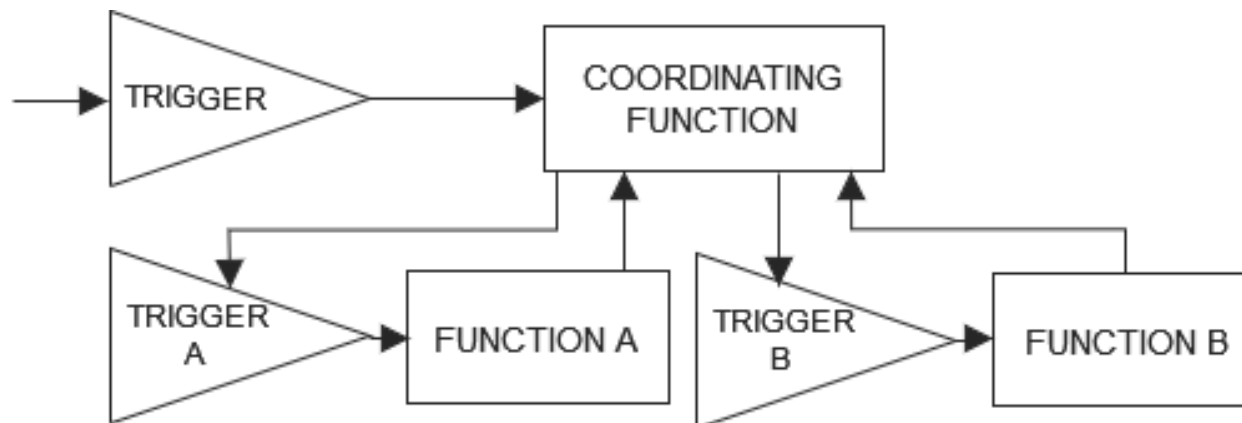 TRIGGER
COORDINATING
FUNCTION
TRIGGER
A
FUNCTION A
TRIGGER
B
FUNCTION B